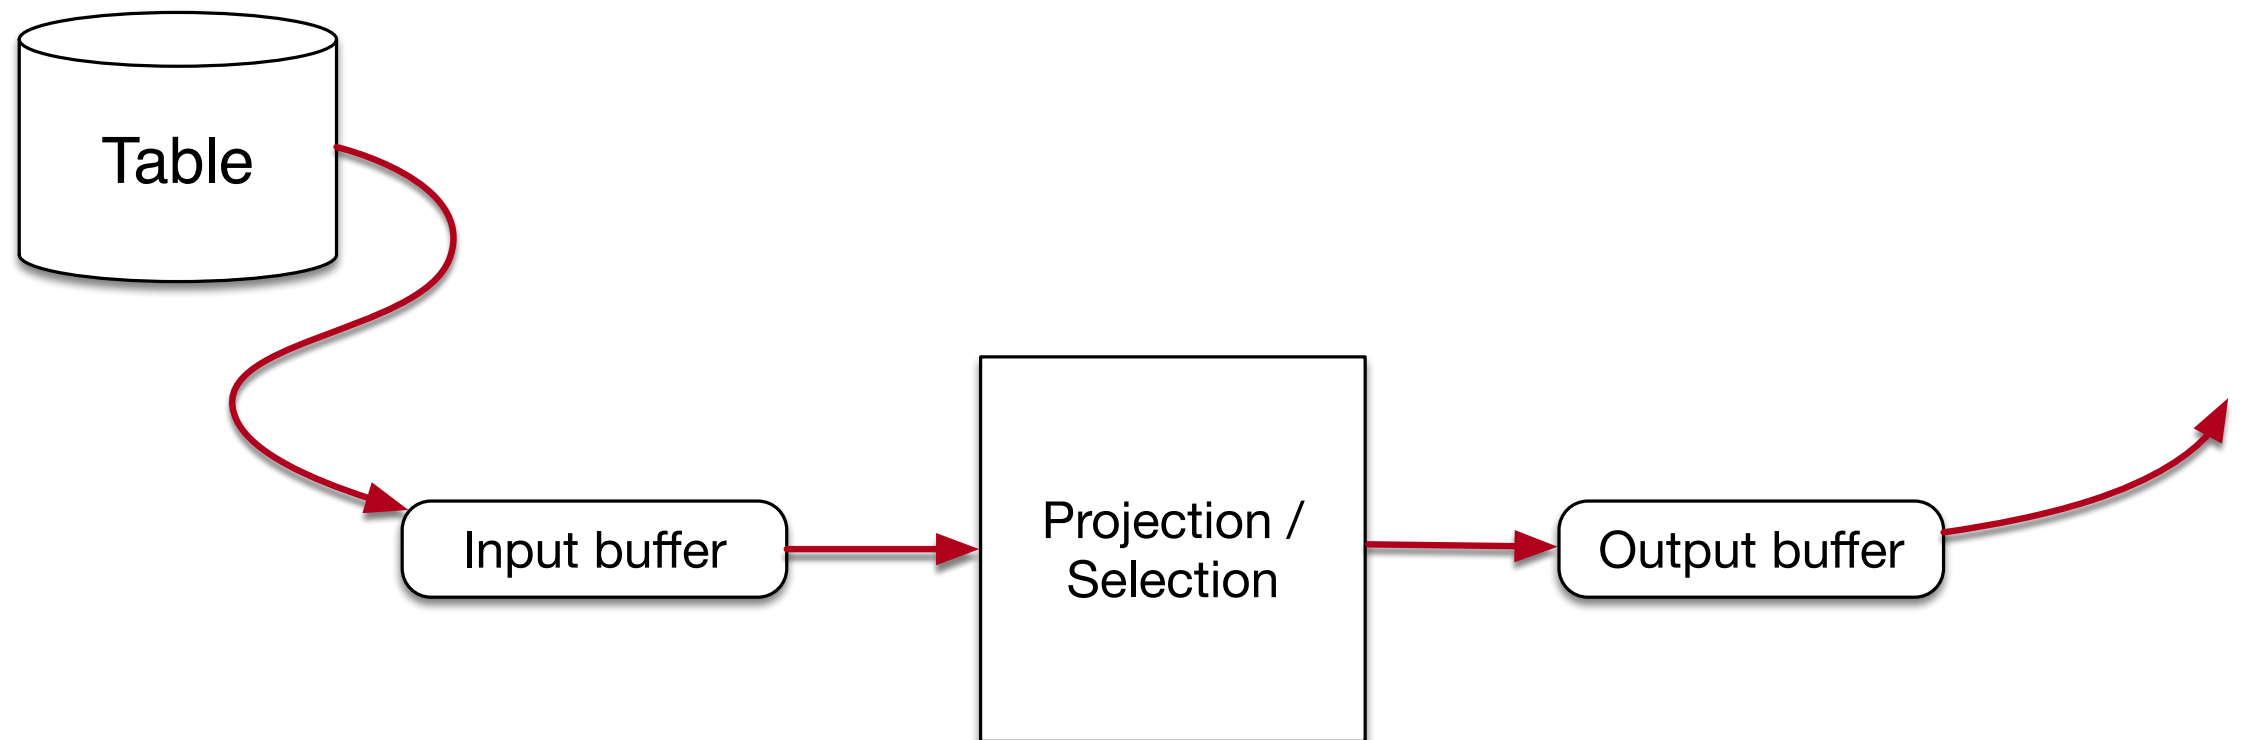 Table
Input buffer
Projection /
Selection
Output buffer